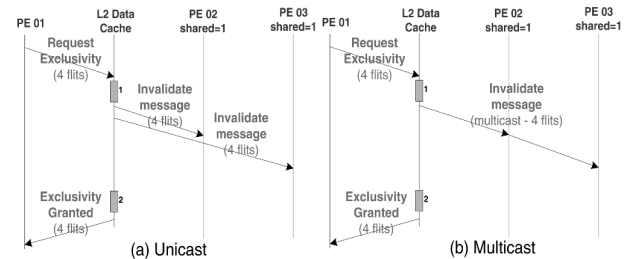 PE 01
L2 Data
Cache
PE 02
shared=1
PE 03
shared=1
Request
Exclusivity
(4 flits)
1
Invalidate
message
(4 flits)
Invalidate
message
(4 flits)
Exclusivity
Granted
(4 flits)
2
(a) Unicast
PE 01
L2 Data
Cache
PE 02
shared=1
PE 03
shared=1
Request
Exclusivity
(4 flits)
1
Invalidate
message
(multicast - 4 flits)
Exclusivity
Granted
(4 flits)
2
(b) Multicast